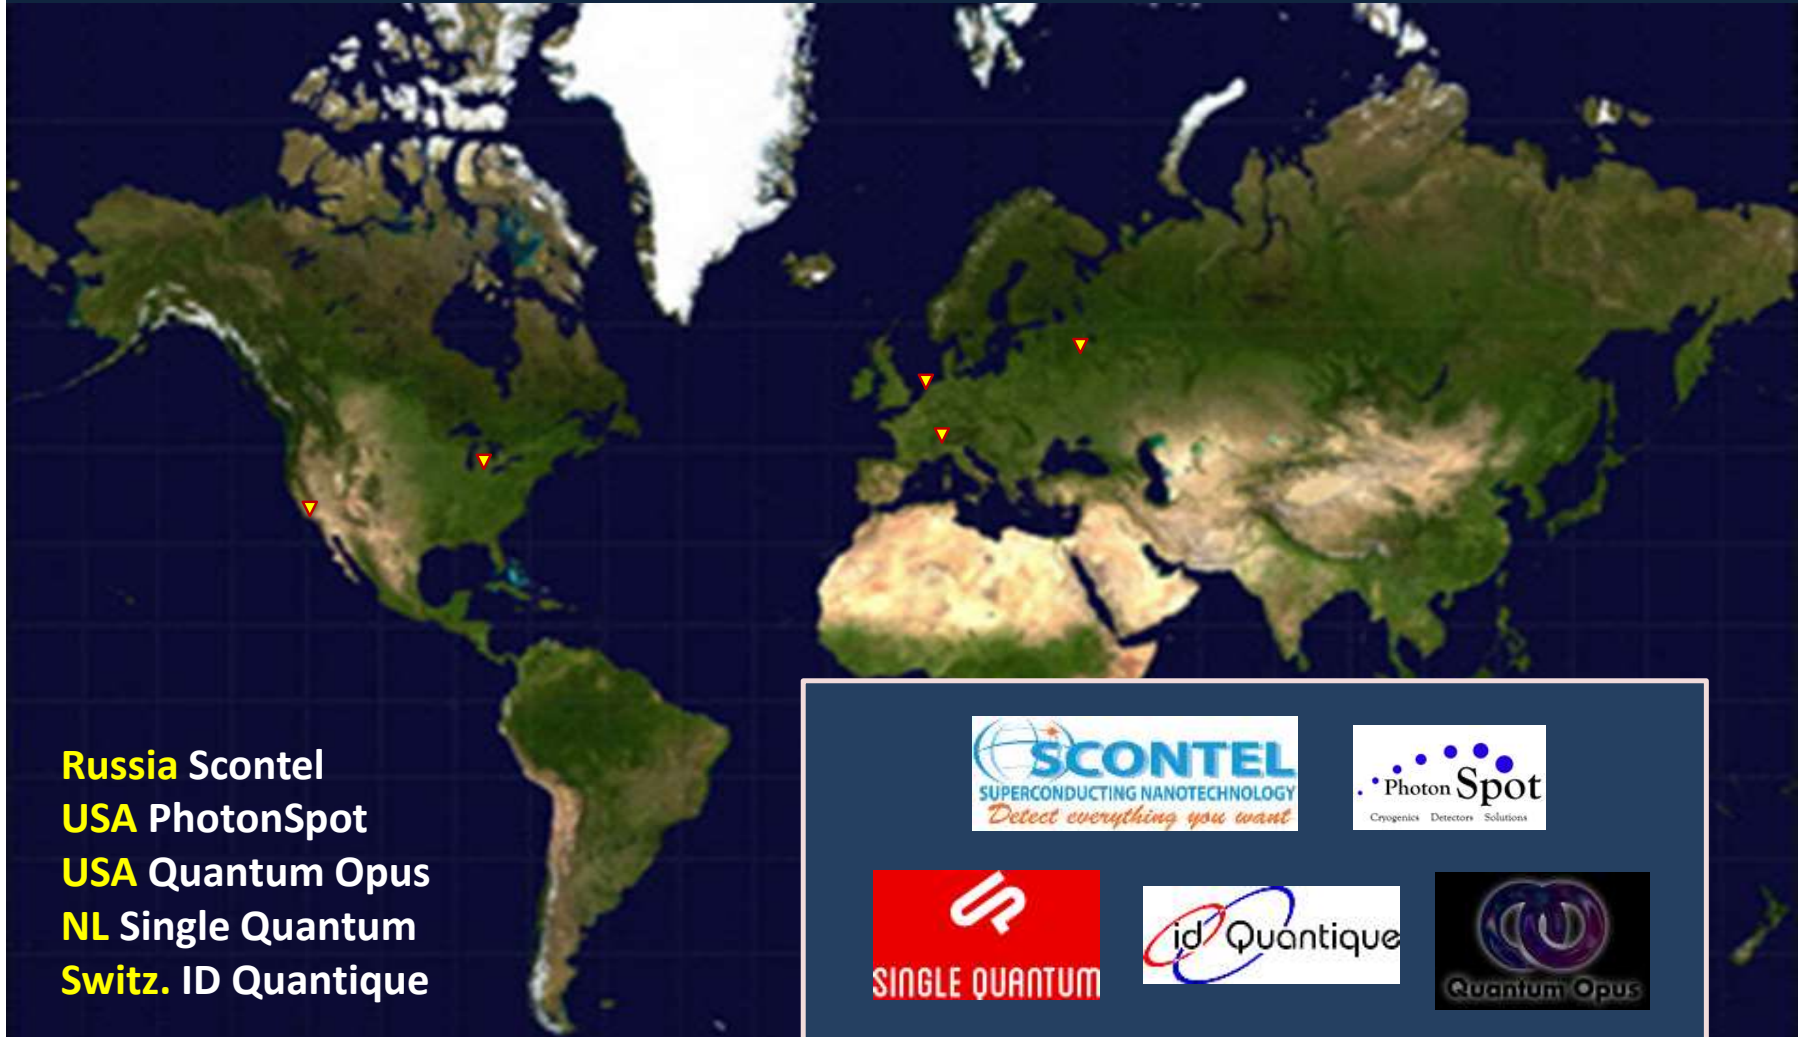 Russia Scontel
USA PhotonSpot
USA Quantum Opus
NL Single Quantum
Switz. ID Quantique
SCONTEL
SUPERCONDUCTING NANOTECHNOLOGY
Detect everything you want
Photon Spot
Cryogenics Detectors Solutions
SINGLE QUANTUM
id Quantique
Quantum Opus